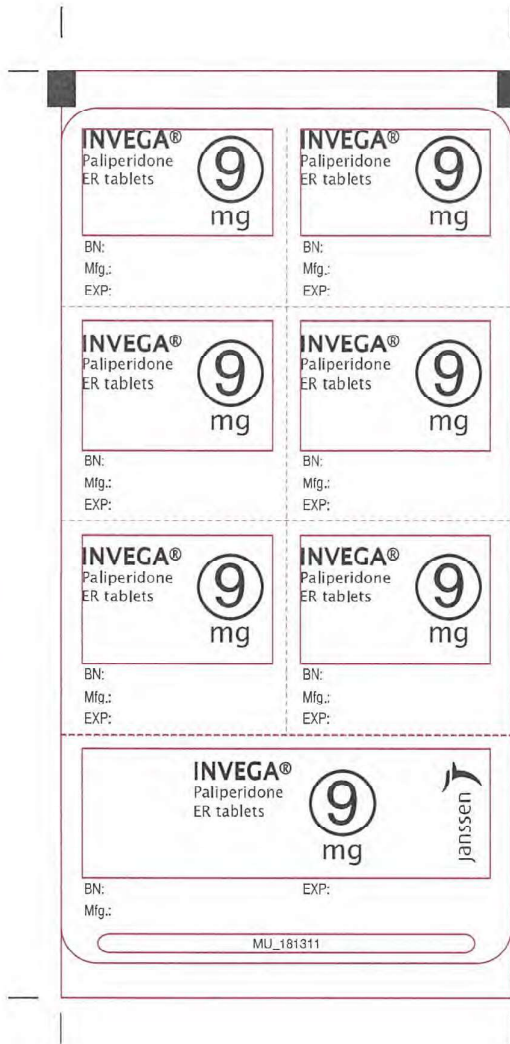 INVEGA®
Paliperidone
ER tablets
9
mg
BN:
Mfg.:
EXP:
INVEGA®
Paliperidone
ER tablets
9
mg
BN:
Mfg.:
EXP:
INVEGA®
Paliperidone
ER tablets
9
mg
BN:
Mfg.:
EXP:
INVEGA®
Paliperidone
ER tablets
9
mg
BN:
Mfg.:
EXP:
INVEGA®
Paliperidone
ER tablets
9
mg
BN:
Mfg.:
EXP:
INVEGA®
Paliperidone
ER tablets
9
mg
BN:
Mfg.:
EXP:
INVEGA®
Paliperidone
ER tablets
9
mg
janssen
BN: EXP:
Mfg.:
MU_181311